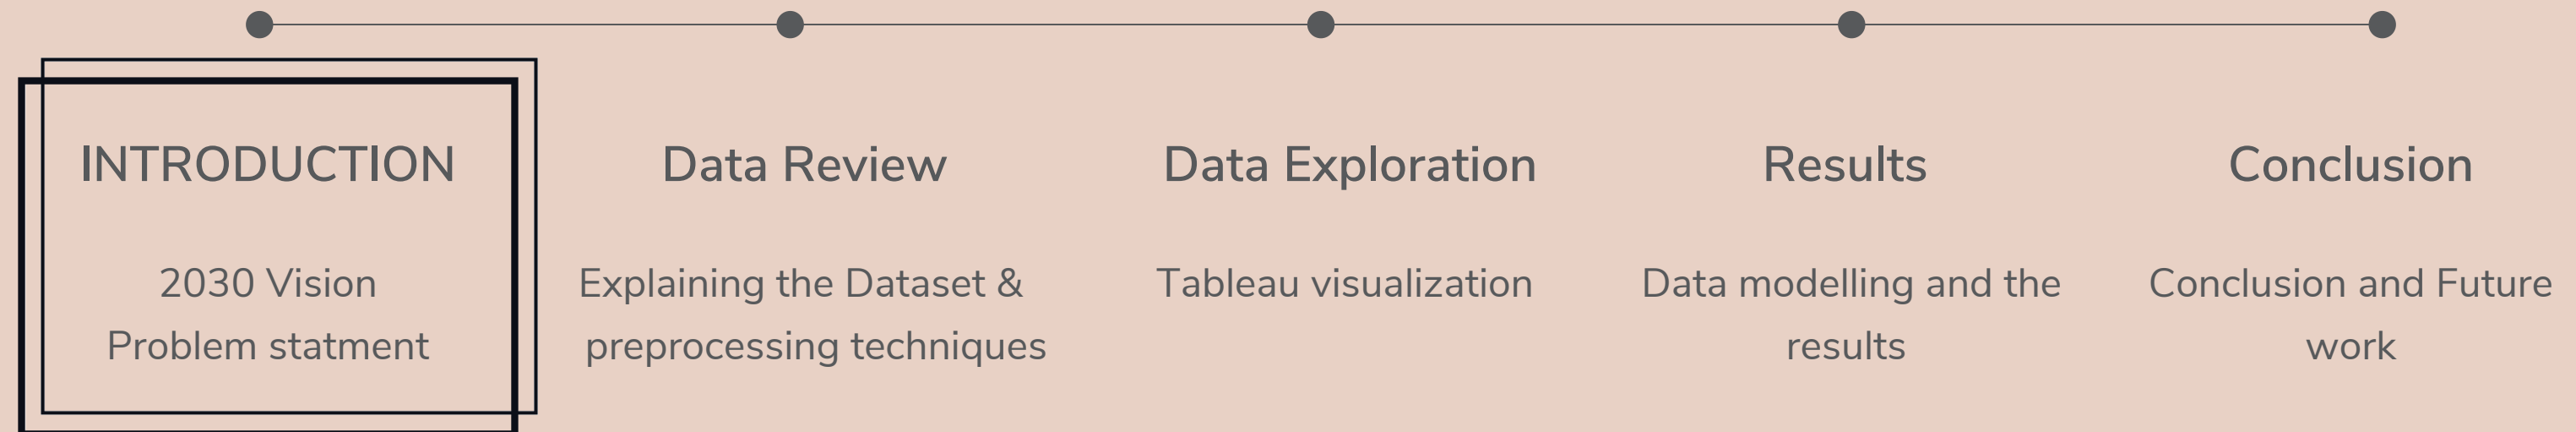 INTRODUCTION
2030 Vision
Problem statment
Data Review
Explaining the Dataset &
preprocessing techniques
Data Exploration
Tableau visualization
Results
Data modelling and the
results
Conclusion
Conclusion and Future
work